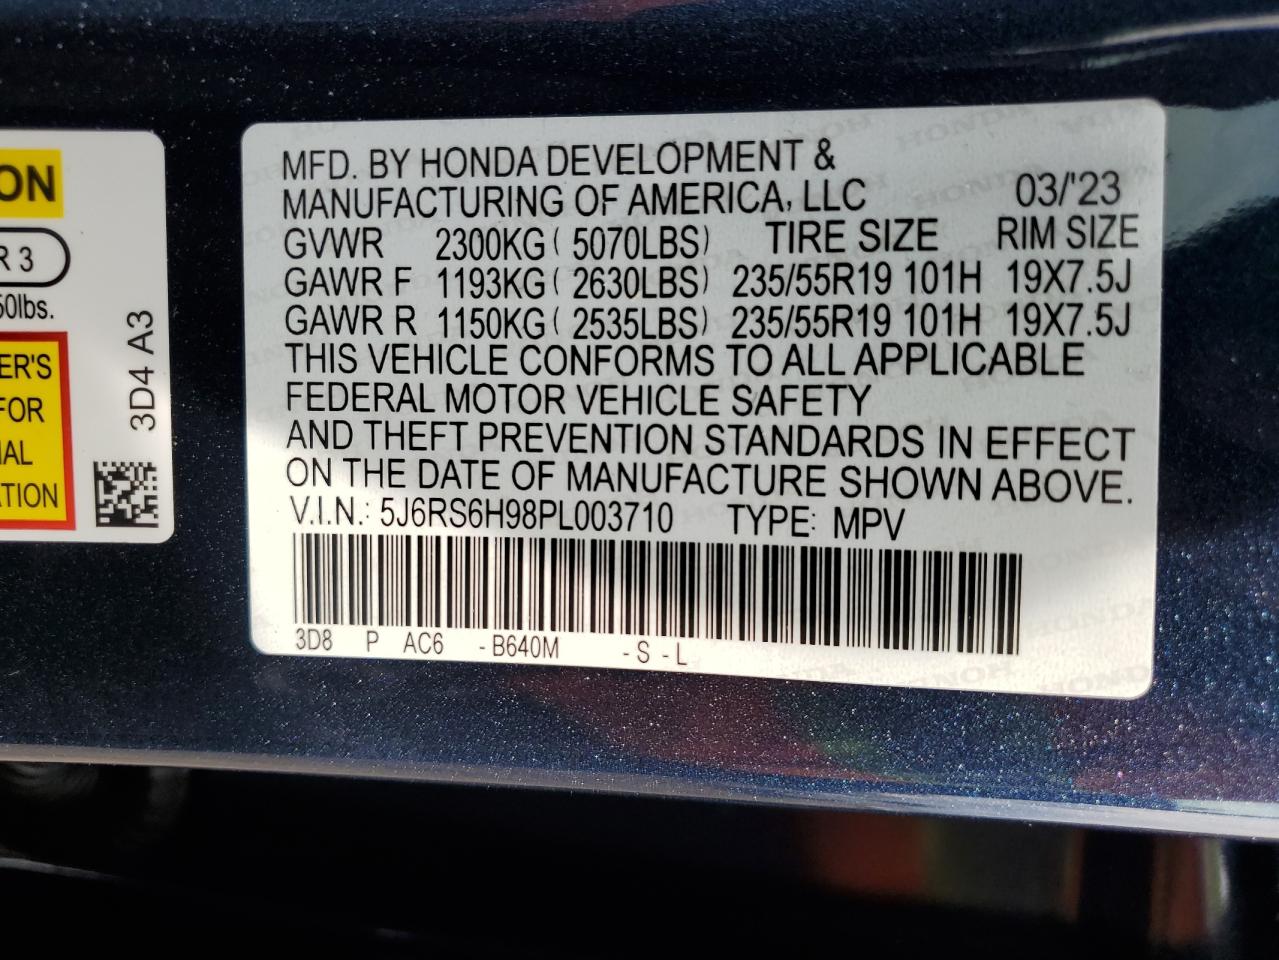 ON
R 3
50lbs.
ER'S
FOR
IAL
ATION
3D4 A3
MFD. BY HONDA DEVELOPMENT &
MANUFACTURING OF AMERICA, LLC 03/'23
GVWR 2300KG ( 5070LBS) TIRE SIZE RIM SIZE
GAWR F 1193KG ( 2630LBS) 235/55R19 101H 19X7.5J
GAWR R 1150KG ( 2535LBS) 235/55R19 101H 19X7.5J
THIS VEHICLE CONFORMS TO ALL APPLICABLE
FEDERAL MOTOR VEHICLE SAFETY
AND THEFT PREVENTION STANDARDS IN EFFECT
ON THE DATE OF MANUFACTURE SHOWN ABOVE.
V.I.N.: 5J6RS6H98PL003710 TYPE: MPV
3D8 P AC6 -B640M -S -L